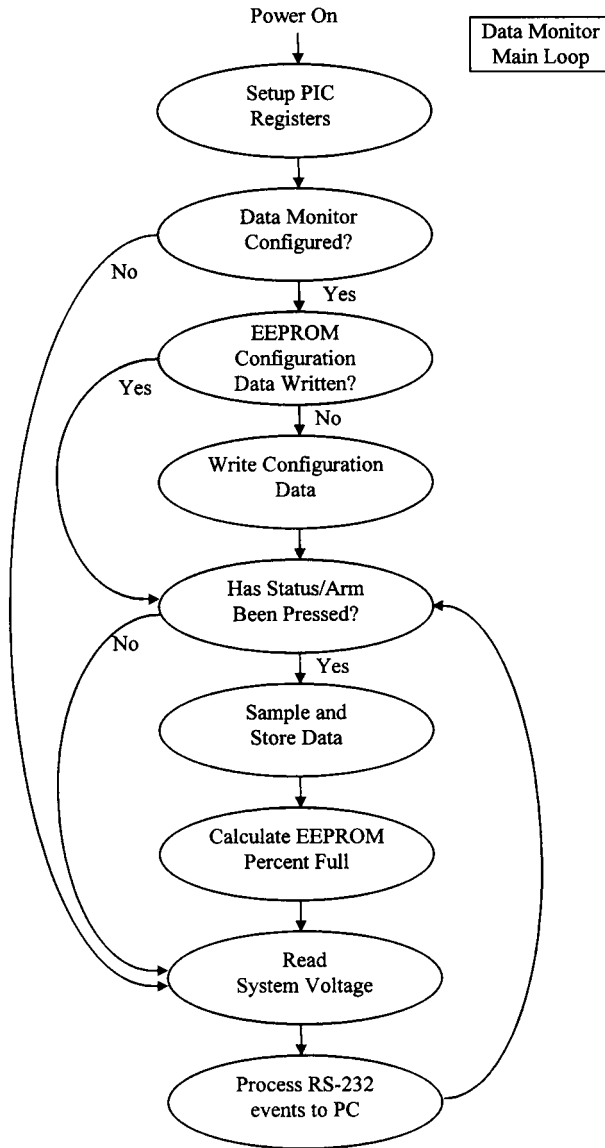 Power On
Data Monitor
Main Loop
Setup PIC
Registers
Data Monitor
Configured?
No
Yes
EEPROM
Configuration
Data Written?
Yes
No
Write Configuration
Data
Has Status/Arm
Been Pressed?
No
Yes
Sample and
Store Data
Calculate EEPROM
Percent Full
Read
System Voltage
Process RS-232
events to PC